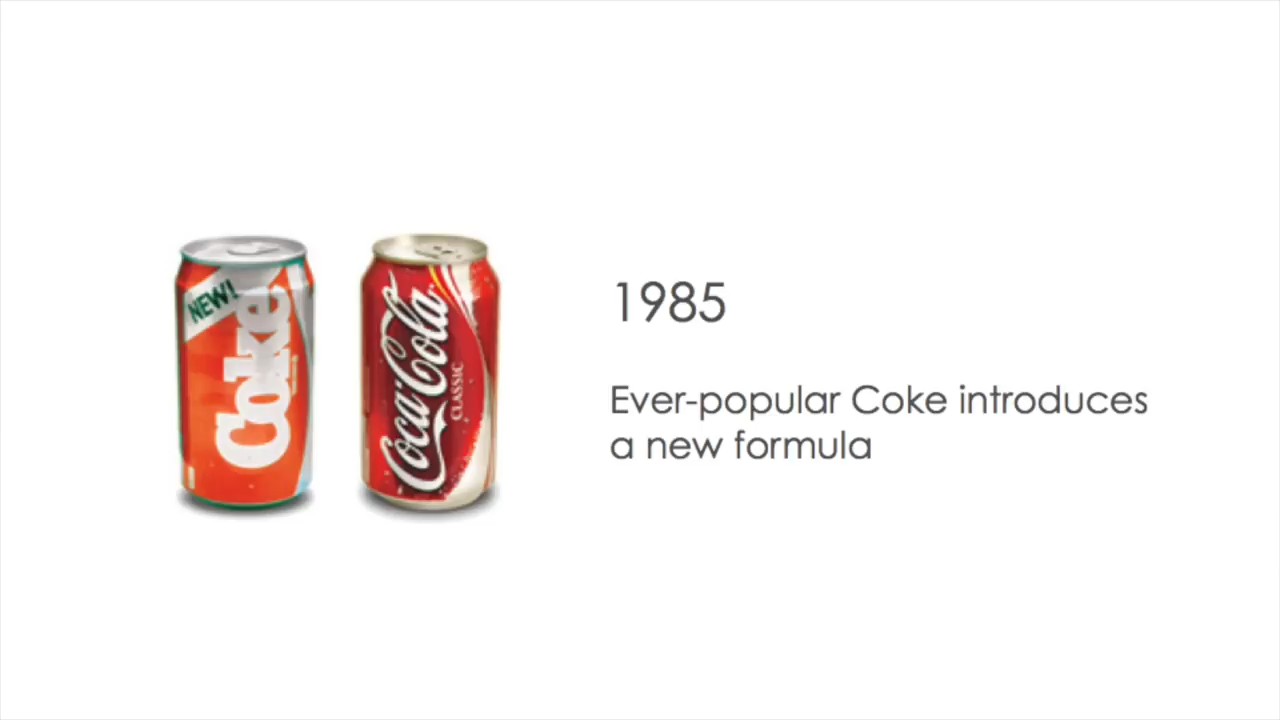 NEW!
Coke
Coca-Cola
CLASSIC
1985
Ever-popular Coke introduces
a new formula